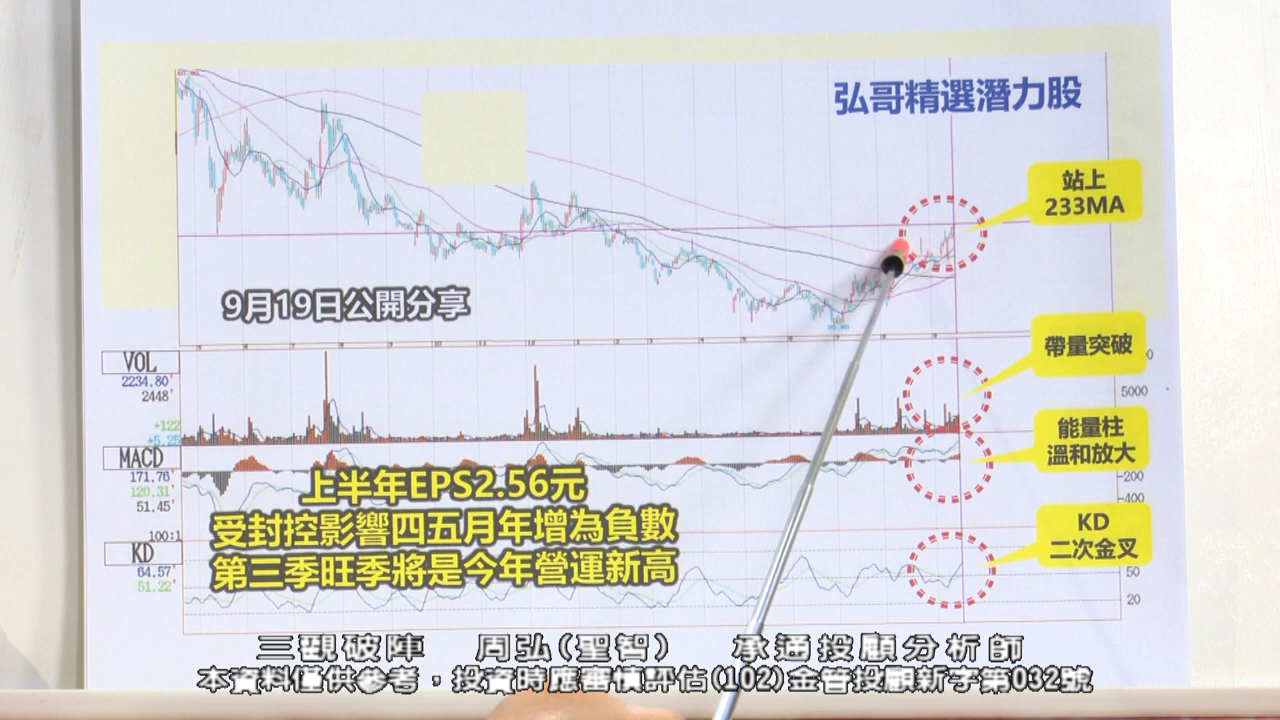 弘哥精選潛力股
站上
233MA
9月19日公開分享
帶量突破
VOL
2234.80'
2448'
+122
+5.25
5000
能量柱
溫和放大
MACD
171.76'
120.31'
51.45'
-200
-400
上半年EPS2.56元
受封控影響四五月年增為負數
第三季旺季將是今年營運新高
KD
二次金叉
100:1
KD
64.57'
51.22'
50
20
三觀破陣 周弘(聖智) 承通投顧分析師
本資料僅供參考，投資時應審慎評估(102)金管投顧新字第032號